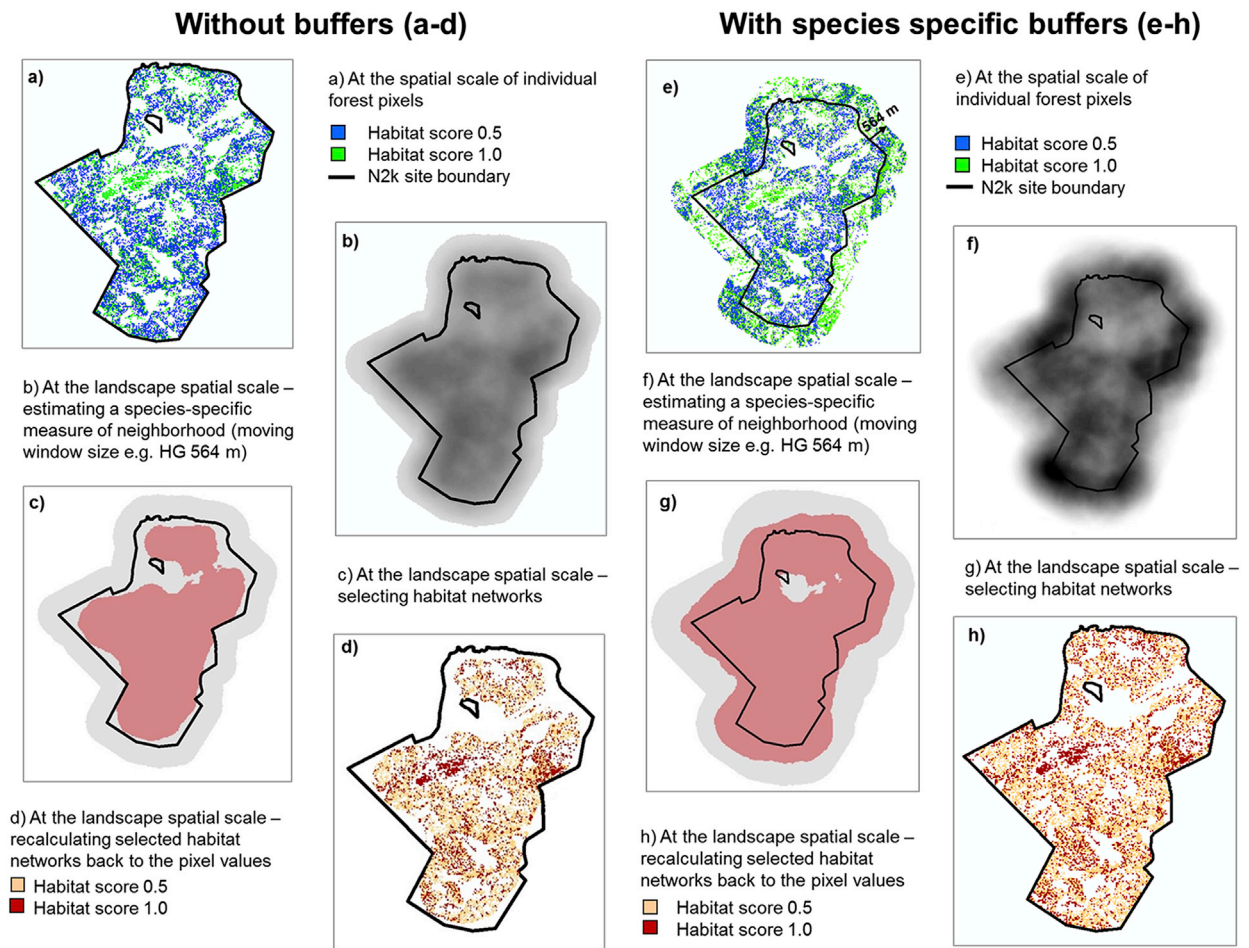 Without buffers (a-d)
a)
a) At the spatial scale of individual
forest pixels
Habitat score 0.5
Habitat score 1.0
N2k site boundary
b)
b) At the landscape spatial scale –
estimating a species-specific
measure of neighborhood (moving
window size e.g. HG 564 m)
c)
c) At the landscape spatial scale –
selecting habitat networks
d)
d) At the landscape spatial scale –
recalculating selected habitat
networks back to the pixel values
Habitat score 0.5
Habitat score 1.0
With species specific buffers (e-h)
e)
564 m
e) At the spatial scale of
individual forest pixels
Habitat score 0.5
Habitat score 1.0
N2k site boundary
f)
f) At the landscape spatial scale –
estimating a species-specific
measure of neighborhood (moving
window size e.g. HG 564 m)
g)
g) At the landscape spatial scale –
selecting habitat networks
h)
h) At the landscape spatial scale –
recalculating selected habitat
networks back to the pixel values
Habitat score 0.5
Habitat score 1.0